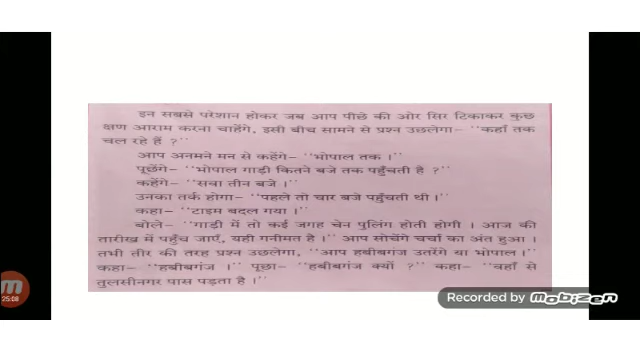 इन सबसे परेशान होकर जब आप पीछे की ओर सिर टिकाकर कुछ
क्षण आराम करना चाहेंगे, इसी बीच सामने से प्रश्न उछलेगा– ''कहाँ तक
चल रहे हैं ?
आप अनमने मन से कहेंगे– ''भोपाल तक ।''
पूछेंगे– ''भोपाल गाड़ी कितने बजे तक पहुँचती है ?''
कहेंगे– ''सवा तीन बजे ।''
उनका तर्क होगा– ''पहले तो चार बजे पहुँचती थी ।''
कहा– ''टाइम बदल गया ।''
बोले– ''गाड़ी में तो कई जगह चेन पुलिंग होती होगी । आज की
तारीख में पहुँच जाएँ, यही गनीमत है ।'' आप सोचेंगे चर्चा का अंत हुआ ।
तभी तीर की तरह प्रश्न उछलेगा, ''आप हबीबगंज उतरेंगे या भोपाल ।''
कहा– ''हबीबगंज ।'' पूछा– ''हबीबगंज क्यों ?'' कहा– ''वहाँ से
तुलसीनगर पास पड़ता है ।''
25:08
Recorded by Mobizen